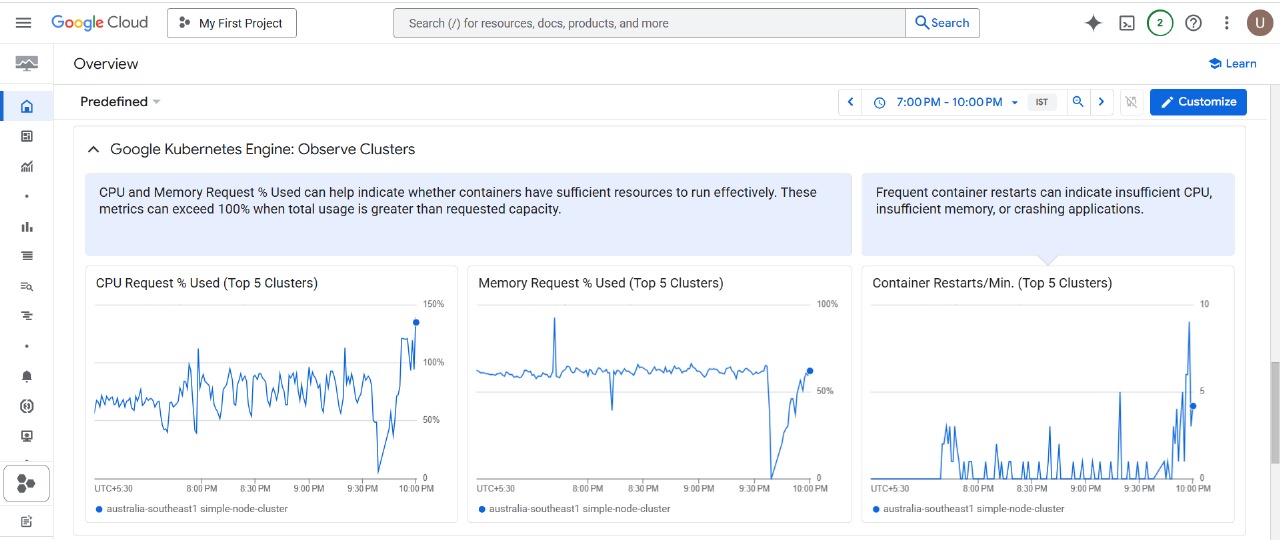 Google Cloud
My First Project
Search (/) for resources, docs, products, and more
Search
2
U
Overview
Learn
Predefined
7:00 PM - 10:00 PM
IST
Customize
Google Kubernetes Engine: Observe Clusters
CPU and Memory Request % Used can help indicate whether containers have sufficient resources to run effectively. These
metrics can exceed 100% when total usage is greater than requested capacity.
Frequent container restarts can indicate insufficient CPU,
insufficient memory, or crashing applications.
CPU Request % Used (Top 5 Clusters)
150%
100%
50%
0
UTC+5:30 8:00 PM 8:30 PM 9:00 PM 9:30 PM 10:00 PM
australia-southeast1 simple-node-cluster
Memory Request % Used (Top 5 Clusters)
100%
50%
0
UTC+5:30 8:00 PM 8:30 PM 9:00 PM 9:30 PM 10:00 PM
australia-southeast1 simple-node-cluster
Container Restarts/Min. (Top 5 Clusters)
10
5
0
UTC+5:30 8:00 PM 8:30 PM 9:00 PM 9:30 PM 10:00 PM
australia-southeast1 simple-node-cluster